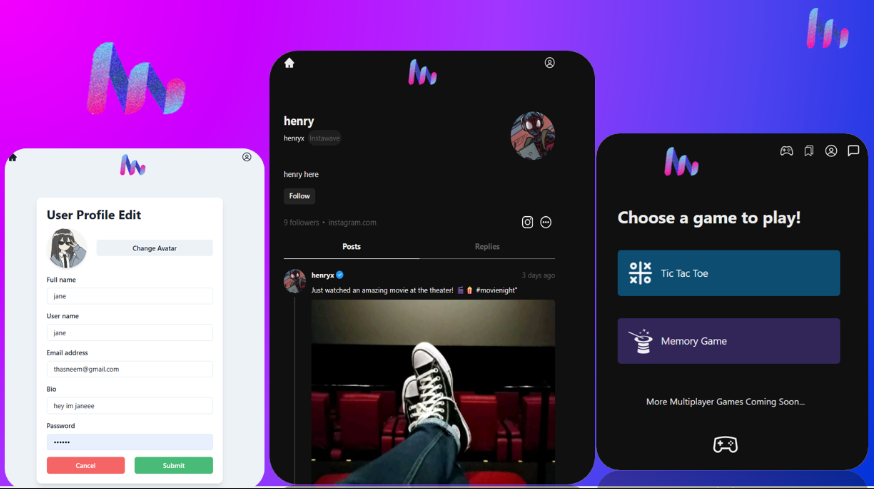 User Profile Edit
Change Avatar
Full name
jane
User name
jane
Email address
thasneem@gmail.com
Bio
hey im janeee
Password
••••••
Cancel
Submit
henry
henryx Instawave
henry here
Follow
9 followers • instagram.com
Posts
Replies
henryx
3 days ago
Just watched an amazing movie at the theater! 🎬 🍿 #movienight"
Choose a game to play!
Tic Tac Toe
Memory Game
More Multiplayer Games Coming Soon...